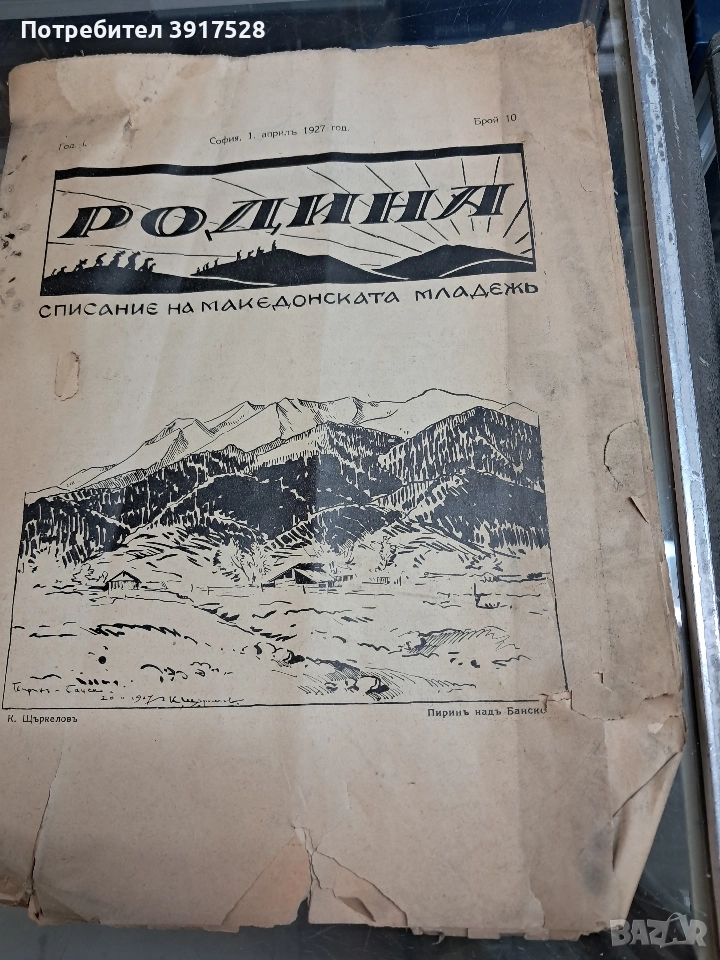 Потребител 3917528
Год. I.
София, 1. априлъ 1927 год.
Брой 10
РОДИНА
СПИСАНИЕ НА МАКЕДОНСКАТА МЛАДЕЖЬ
К. Щъркеловъ
Пиринъ надъ Банско
BAZAR